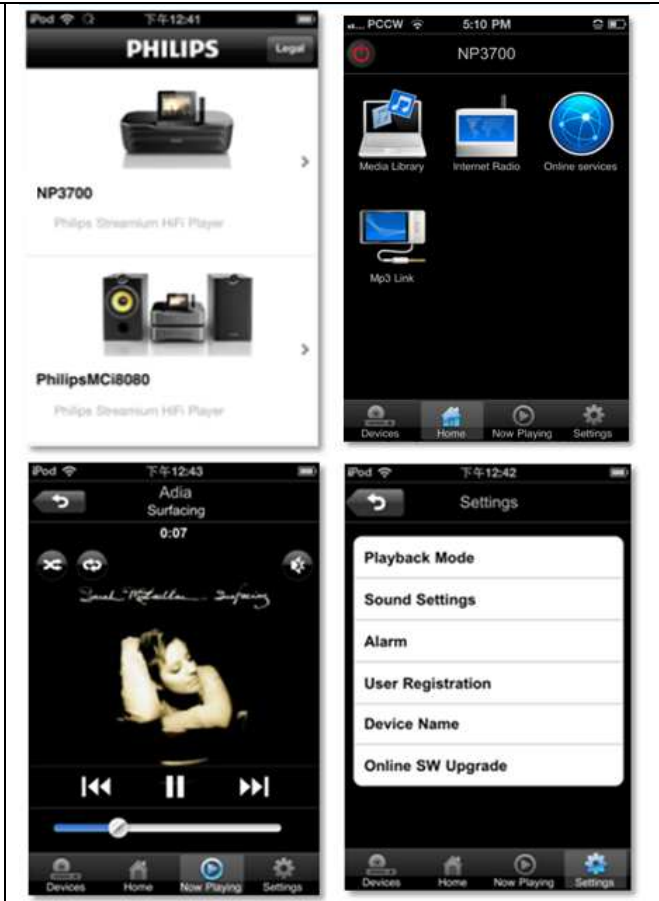 iPod 下午12:41
PHILIPS Legal
NP3700
Philips Streamium HiFi Player
PhilipsMCi8080
Philips Streamium HiFi Player
... PCCW 5:10 PM
NP3700
Media Library Internet Radio Online services
Mp3 Link
Devices Home Now Playing Settings
iPod 下午12:43
Adia
Surfacing
0:07
Sarah McLachlan Surfacing
Devices Home Now Playing Settings
iPod 下午12:42
Settings
Playback Mode
Sound Settings
Alarm
User Registration
Device Name
Online SW Upgrade
Devices Home Now Playing Settings